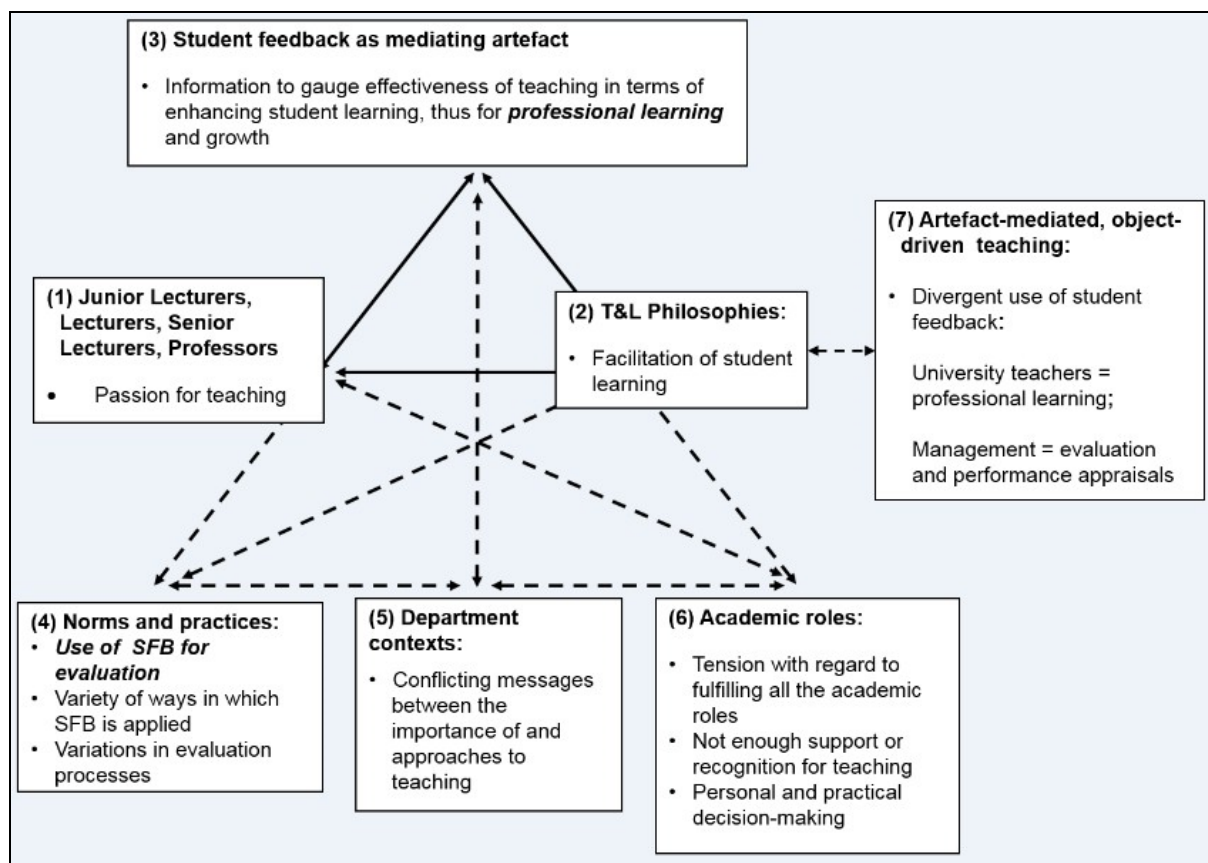 (3) Student feedback as mediating artefact
• Information to gauge effectiveness of teaching in terms of
enhancing student learning, thus for professional learning
and growth
(1) Junior Lecturers,
Lecturers, Senior
Lecturers, Professors
• Passion for teaching
(2) T&L Philosophies:
• Facilitation of student
learning
(7) Artefact-mediated, object-
driven teaching:
• Divergent use of student
feedback:
University teachers =
professional learning;
Management = evaluation
and performance appraisals
(4) Norms and practices:
• Use of SFB for
evaluation
• Variety of ways in which
SFB is applied
• Variations in evaluation
processes
(5) Department
contexts:
• Conflicting messages
between the
importance of and
approaches to
teaching
(6) Academic roles:
• Tension with regard to
fulfilling all the academic
roles
• Not enough support or
recognition for teaching
• Personal and practical
decision-making